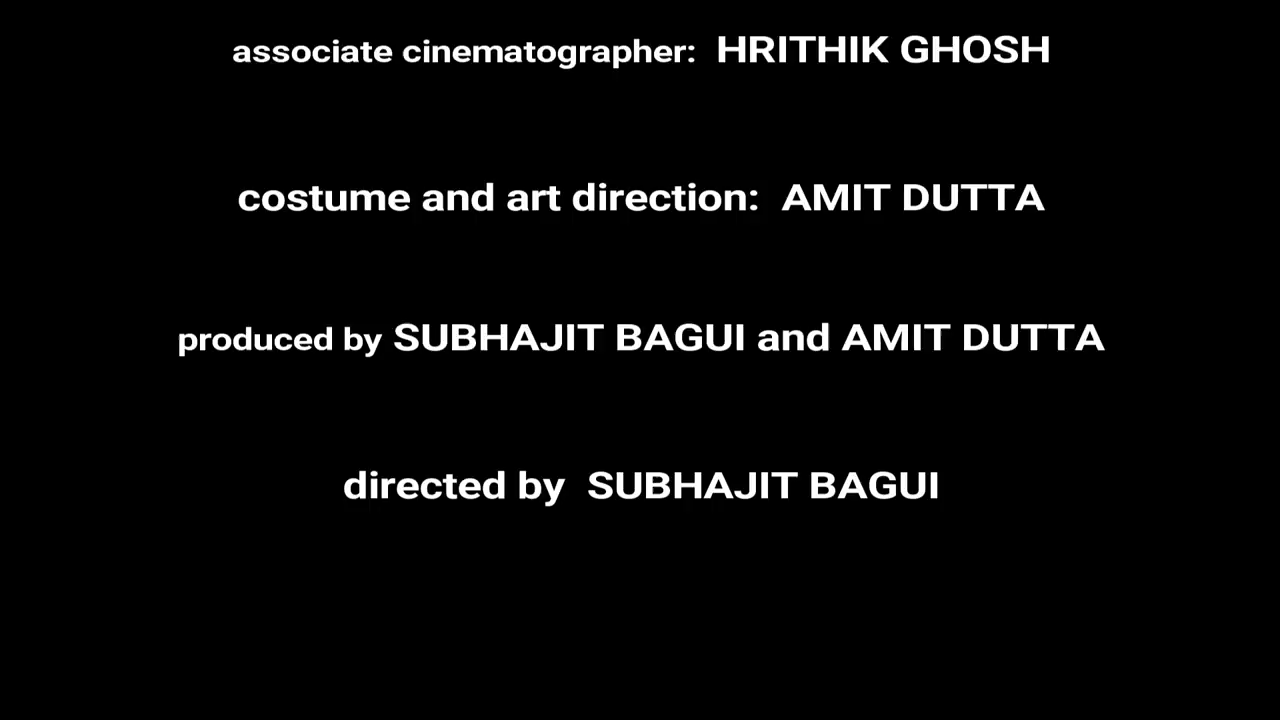 associate cinematographer: HRITHIK GHOSH
costume and art direction: AMIT DUTTA
produced by SUBHAJIT BAGUI and AMIT DUTTA
directed by SUBHAJIT BAGUI